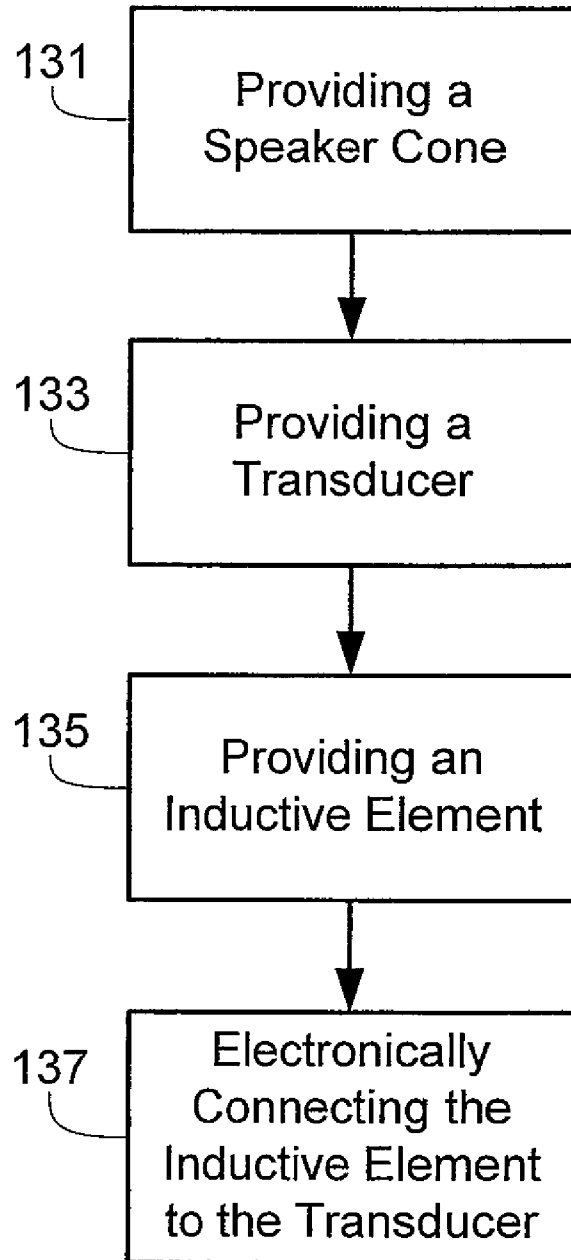 131
Providing a
Speaker Cone
133
Providing a
Transducer
135
Providing an
Inductive Element
137
Electronically
Connecting the
Inductive Element
to the Transducer